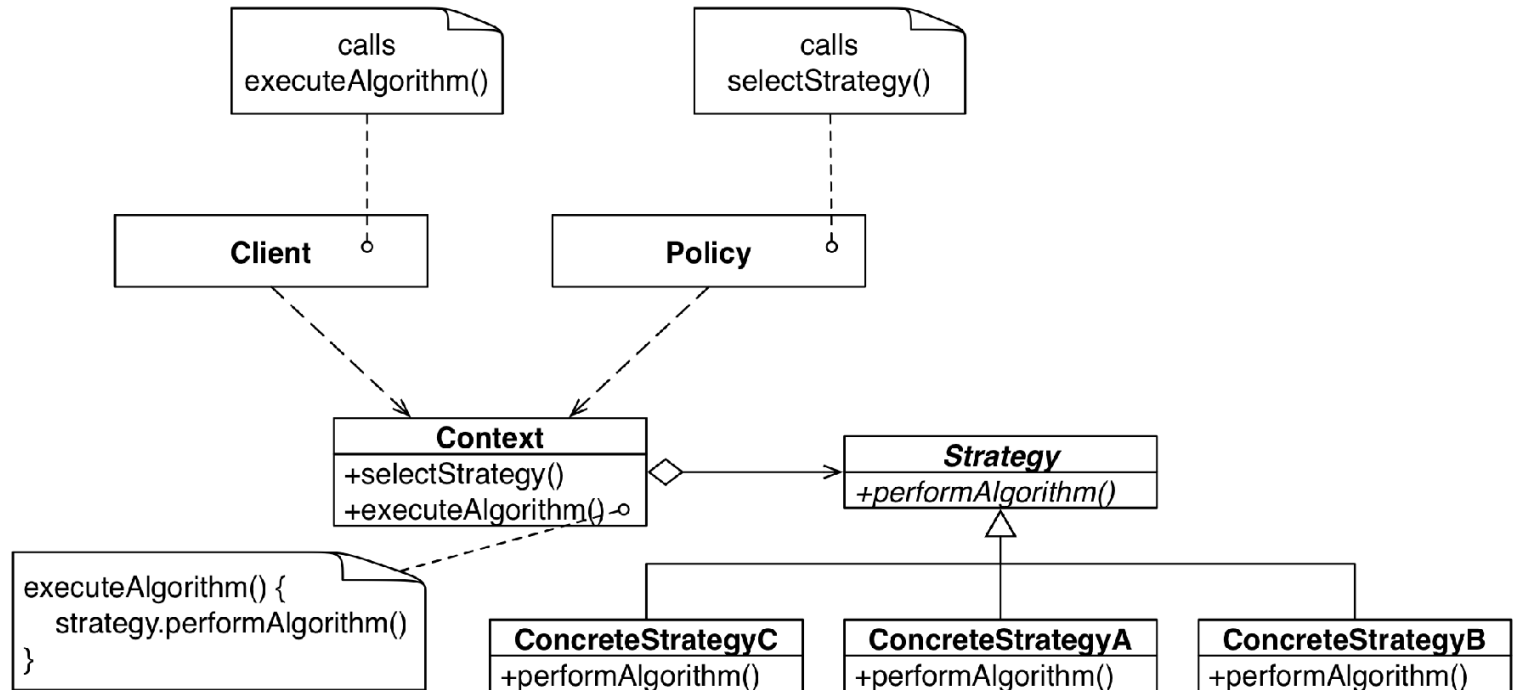 calls
executeAlgorithm()
calls
selectStrategy()
Client
Policy
Context
+selectStrategy()
+executeAlgorithm()
Strategy
+performAlgorithm()
executeAlgorithm() {
strategy.performAlgorithm()
}
ConcreteStrategyC
+performAlgorithm()
ConcreteStrategyA
+performAlgorithm()
ConcreteStrategyB
+performAlgorithm()